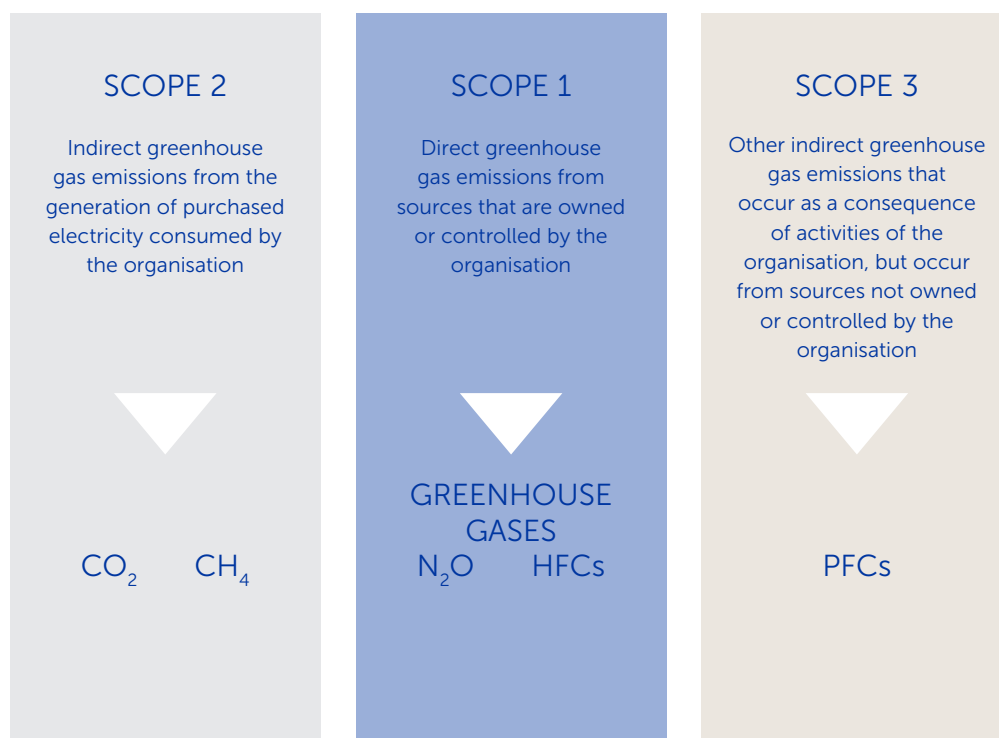 SCOPE 2
Indirect greenhouse
gas emissions from the
generation of purchased
electricity consumed by
the organisation
SCOPE 1
Direct greenhouse
gas emissions from
sources that are owned
or controlled by the
organisation
SCOPE 3
Other indirect greenhouse
gas emissions that
occur as a consequence
of activities of the
organisation, but occur
from sources not owned
or controlled by the
organisation
GREENHOUSE
GASES
CO₂ CH₄ N₂O HFCs PFCs